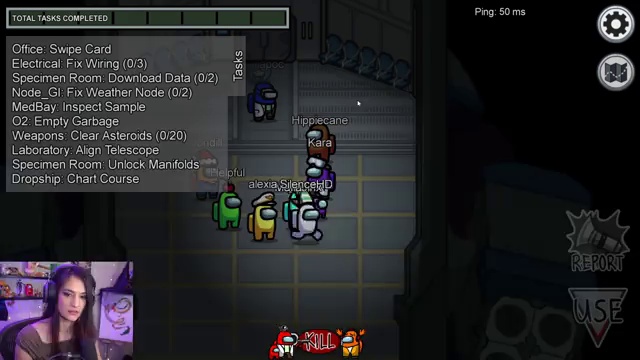 TOTAL TASKS COMPLETED
Ping: 50 ms
Office: Swipe Card
Electrical: Fix Wiring (0/3)
Specimen Room: Download Data (0/2)
Node_GI: Fix Weather Node (0/2)
MedBay: Inspect Sample
O2: Empty Garbage
Weapons: Clear Asteroids (0/20)
Laboratory: Align Telescope
Specimen Room: Unlock Manifolds
Dropship: Chart Course
Tasks
Hippiecane
Kara
Helpful
alexia SilenceHD
REPORT
USE
KILL